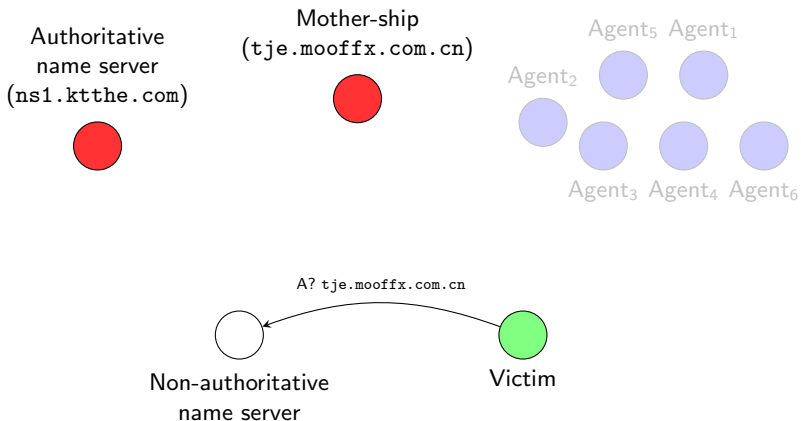 Authoritative
name server
(ns1.ktthe.com)
Mother-ship
(tje.mooffx.com.cn)
Agent₅ Agent₁
Agent₂
Agent₃ Agent₄ Agent₆
A? tje.mooffx.com.cn
Non-authoritative
name server
Victim